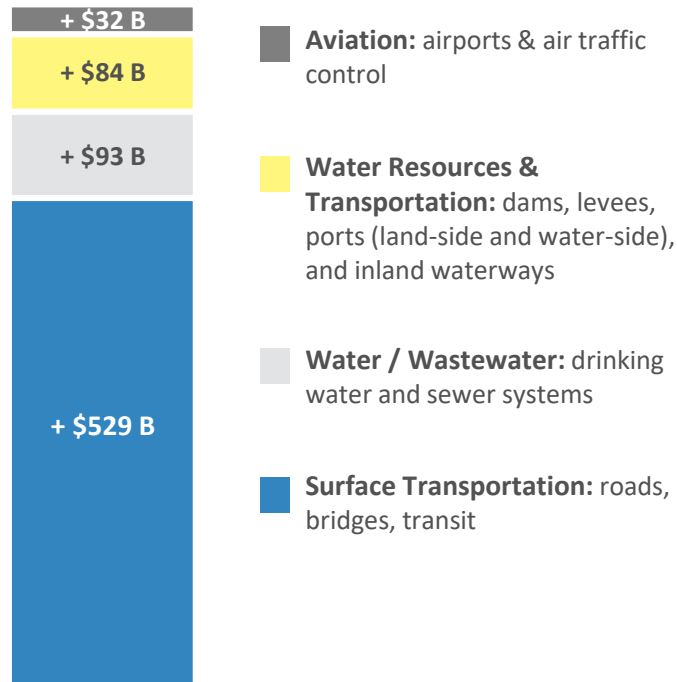 + $32 B
+ $84 B
+ $93 B
+ $529 B
Aviation: airports & air traffic
control
Water Resources &
Transportation: dams, levees,
ports (land-side and water-side),
and inland waterways
Water / Wastewater: drinking
water and sewer systems
Surface Transportation: roads,
bridges, transit